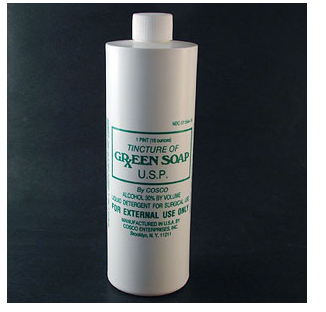 1 PINT (16 ounces)
TINCTURE OF
GREEN SOAP
U.S.P.
By COSCO
ALCOHOL 30% BY VOLUME
LIQUID DETERGENT FOR SURGICAL USE
FOR EXTERNAL USE ONLY
MANUFACTURED IN U.S.A. BY
COSCO ENTERPRISES, INC.
Brooklyn, N.Y. 11211
NDC